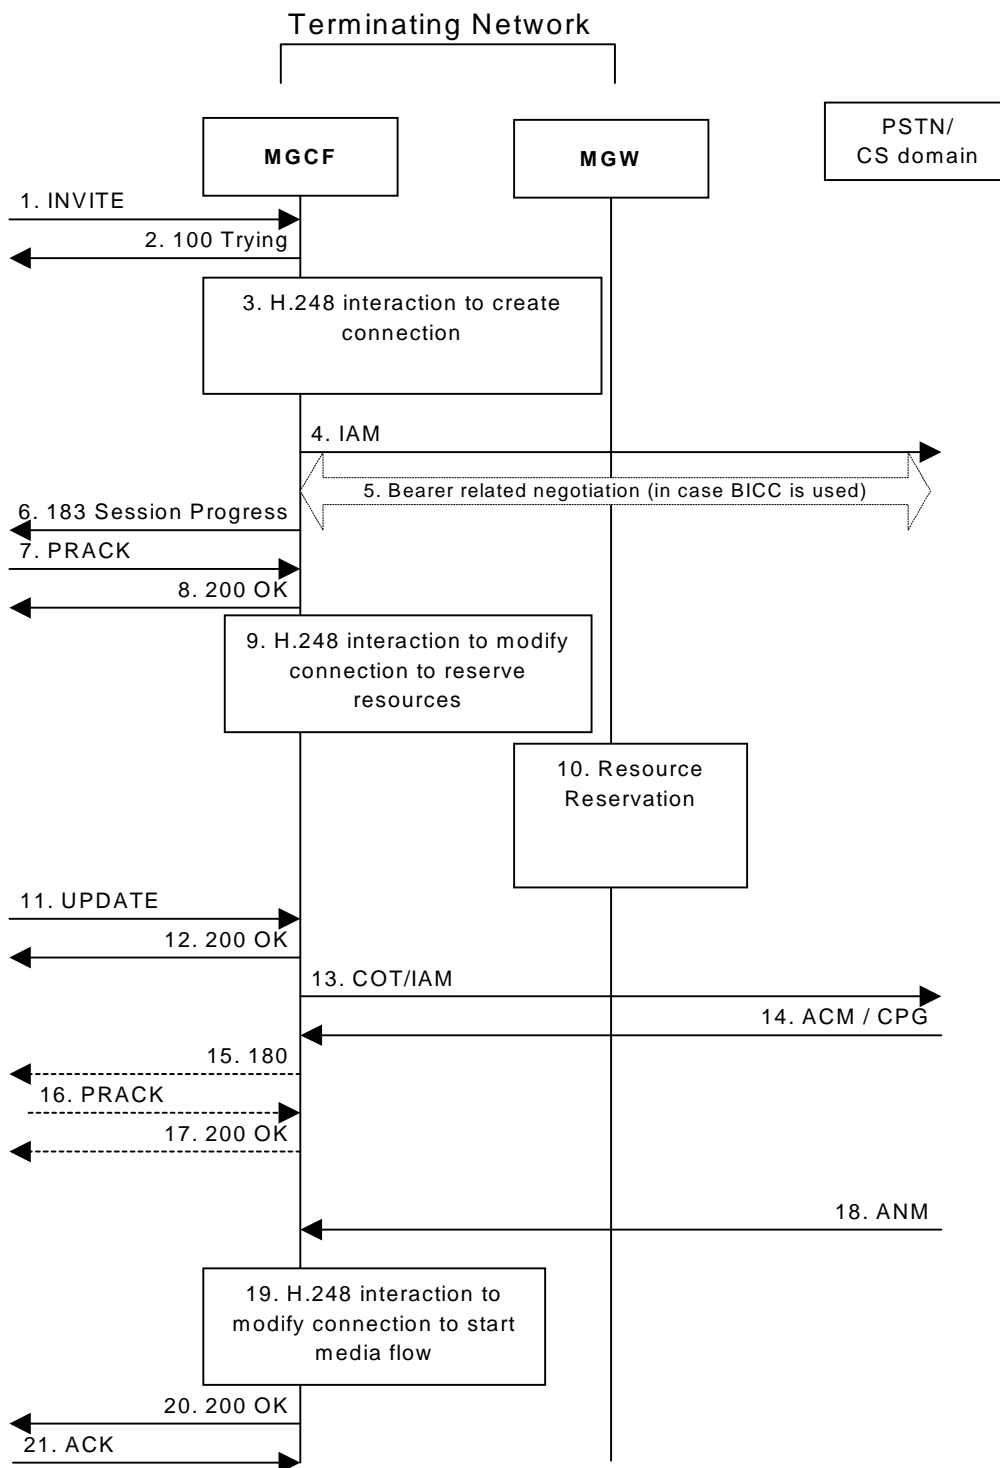 Terminating Network
MGCF
MGW
PSTN/
CS domain
1. INVITE
2. 100 Trying
3. H.248 interaction to create
connection
4. IAM
5. Bearer related negotiation (in case BICC is used)
6. 183 Session Progress
7. PRACK
8. 200 OK
9. H.248 interaction to modify
connection to reserve
resources
10. Resource
Reservation
11. UPDATE
12. 200 OK
13. COT/IAM
14. ACM / CPG
15. 180
16. PRACK
17. 200 OK
18. ANM
19. H.248 interaction to
modify connection to start
media flow
20. 200 OK
21. ACK